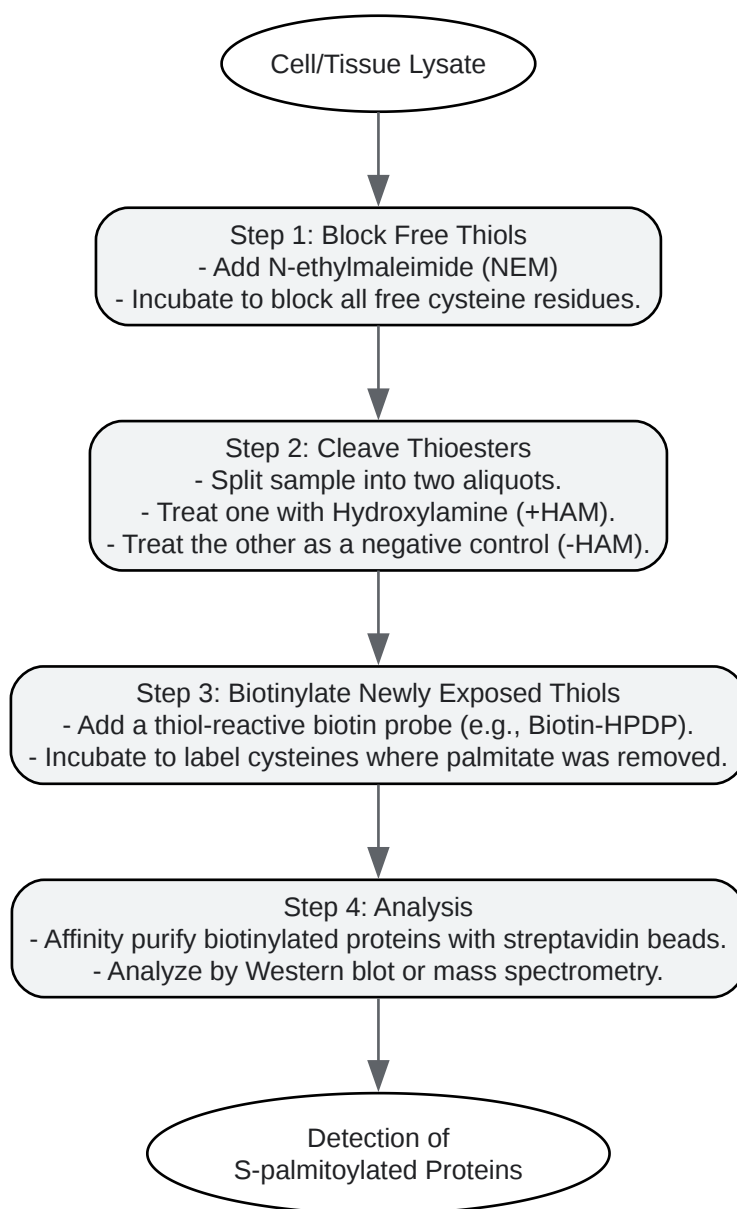 Cell/Tissue Lysate
Step 1: Block Free Thiols
- Add N-ethylmaleimide (NEM)
- Incubate to block all free cysteine residues.
Step 2: Cleave Thioesters
- Split sample into two aliquots.
- Treat one with Hydroxylamine (+HAM).
- Treat the other as a negative control (-HAM).
Step 3: Biotinylate Newly Exposed Thiols
- Add a thiol-reactive biotin probe (e.g., Biotin-HPDP).
- Incubate to label cysteines where palmitate was removed.
Step 4: Analysis
- Affinity purify biotinylated proteins with streptavidin beads.
- Analyze by Western blot or mass spectrometry.
Detection of
S-palmitoylated Proteins